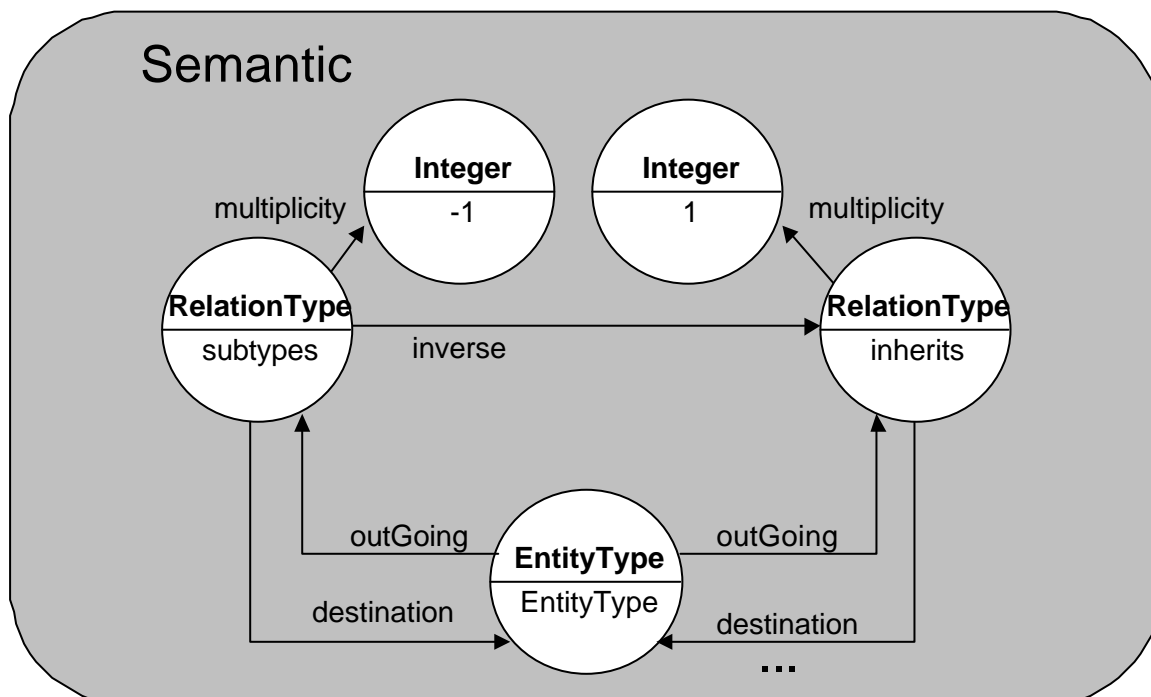 Semantic
Integer
-1
Integer
1
multiplicity
multiplicity
RelationType
subtypes
inverse
RelationType
inherits
outGoing
outGoing
EntityType
EntityType
destination
destination
...